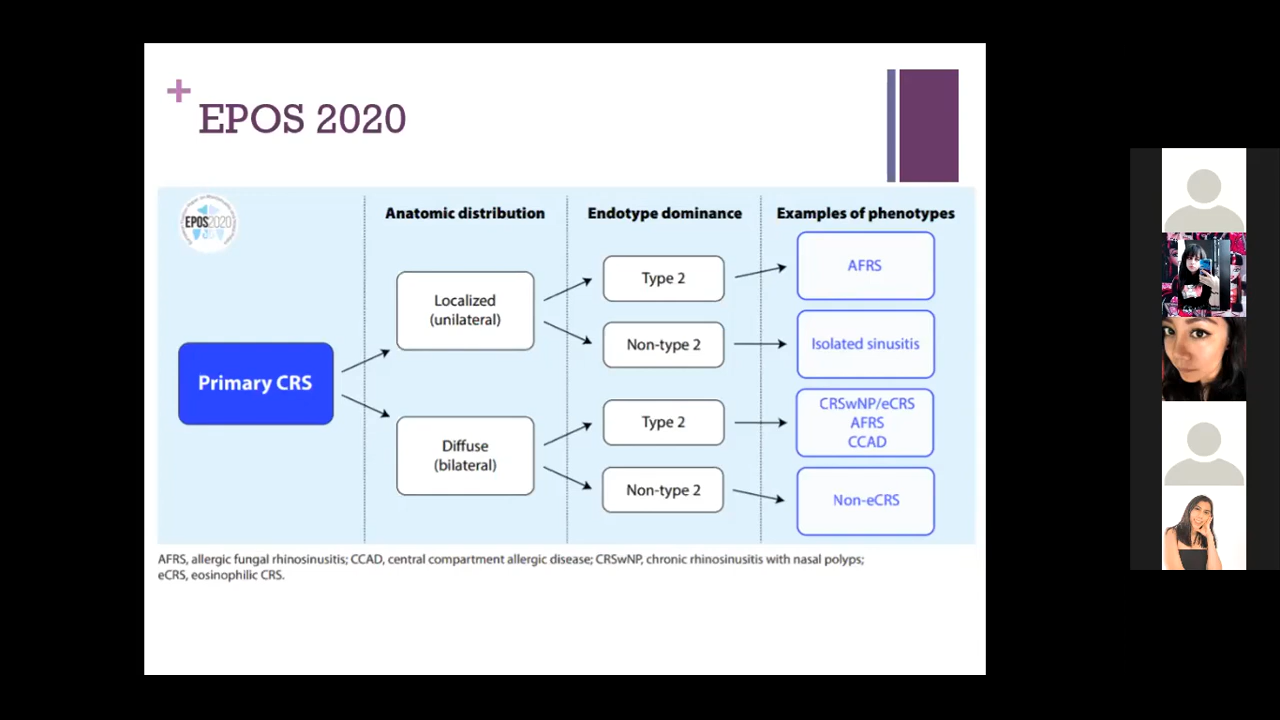 +
EPOS 2020
EPOS2020
Anatomic distribution
Endotype dominance
Examples of phenotypes
Primary CRS
Localized
(unilateral)
Diffuse
(bilateral)
Type 2
Non-type 2
Type 2
Non-type 2
AFRS
Isolated sinusitis
CRSwNP/eCRS
AFRS
CCAD
Non-eCRS
AFRS, allergic fungal rhinosinusitis; CCAD, central compartment allergic disease; CRSwNP, chronic rhinosinusitis with nasal polyps;
eCRS, eosinophilic CRS.